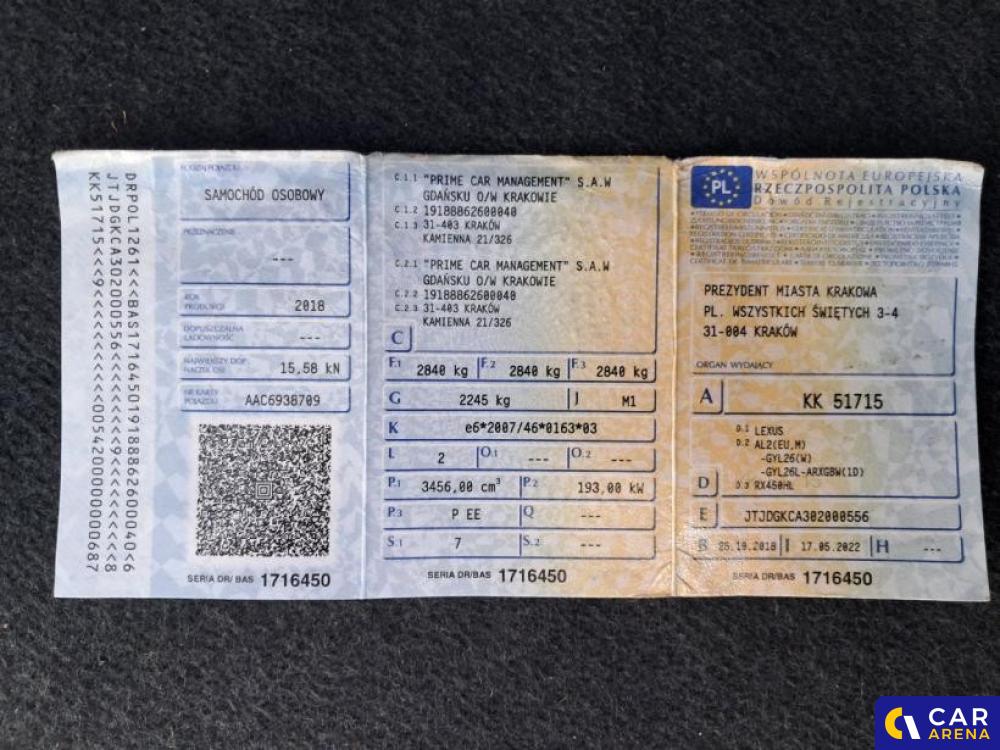 DRPOL1261<<BAS17164501918886260​0040<6
JTJDGKCA302000556<<<<<<<<<<<<<8
KK51715<<<9<<<<<<<<<0054200000000687
RODZAJ POJAZDU
SAMOCHÓD OSOBOWY
PRZEZNACZENIE
---
ROK PRODUKCJI
2018
DOPUSZCZALNA ŁADOWNOŚĆ
---
NAJWIĘKSZY DOP. NACISK OSI
15,58 kN
NR KARTY POJAZDU
AAC6938709
SERIA DR/BAS 1716450
C.1.1 "PRIME CAR MANAGEMENT" S.A.W
GDAŃSKU O/W KRAKOWIE
C.1.2 19188862600040
C.1.3 31-403 KRAKÓW
KAMIENNA 21/326
C.2.1 "PRIME CAR MANAGEMENT" S.A.W
GDAŃSKU O/W KRAKOWIE
C.2.2 19188862600040
C.2.3 31-403 KRAKÓW
KAMIENNA 21/326
C
F.1 2840 kg F.2 2840 kg F.3 2840 kg
G 2245 kg J M1
K e6*2007/46*0163*03
L 2 O.1 --- O.2 ---
P.1 3456,00 cm³ P.2 193,00 kW
P.3 P EE Q ---
S.1 7 S.2 ---
SERIA DR/BAS 1716450
PL
WSPÓLNOTA EUROPEJSKA
RZECZPOSPOLITA POLSKA
Dowód Rejestracyjny
PREZYDENT MIASTA KRAKOWA
PL. WSZYSTKICH ŚWIĘTYCH 3-4
31-004 KRAKÓW
ORGAN WYDAJĄCY
A KK 51715
D.1 LEXUS
D.2 AL2(EU,M)
-GYL26(W)
-GYL26L-ARXGBW(1D)
D D.3 RX450HL
E JTJDGKCA302000556
B 25.10.2018 I 17.05.2022 H ---
SERIA DR/BAS 1716450
CAR
ARENA